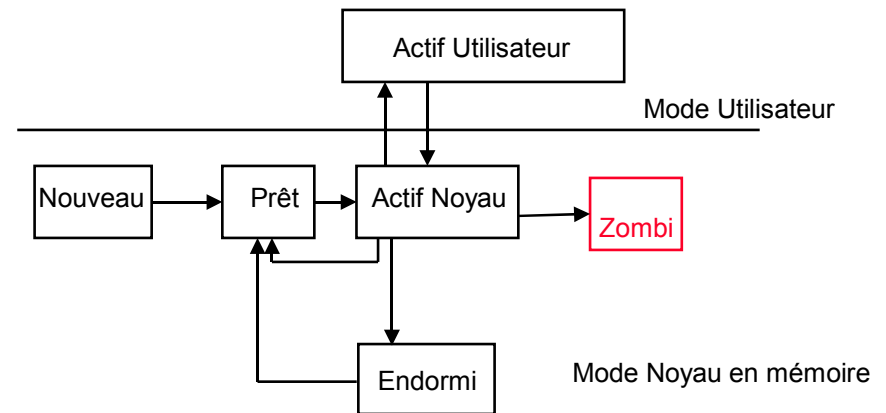 Actif Utilisateur
Mode Utilisateur
Nouveau
Prêt
Actif Noyau
Zombi
Endormi
Mode Noyau en mémoire